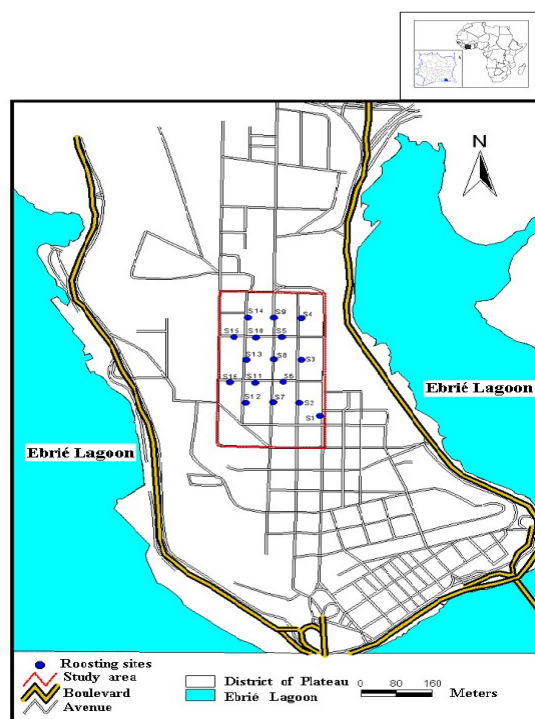 N
S14
S9
S4
S15
S10
S5
S13
S8
S3
S16
S11
S6
S12
S7
S2
S1
Ebrié Lagoon
Ebrié Lagoon
Roosting sites
Study area
Boulevard
Avenue
District of Plateau
Ebrié Lagoon
0 80 160 Meters